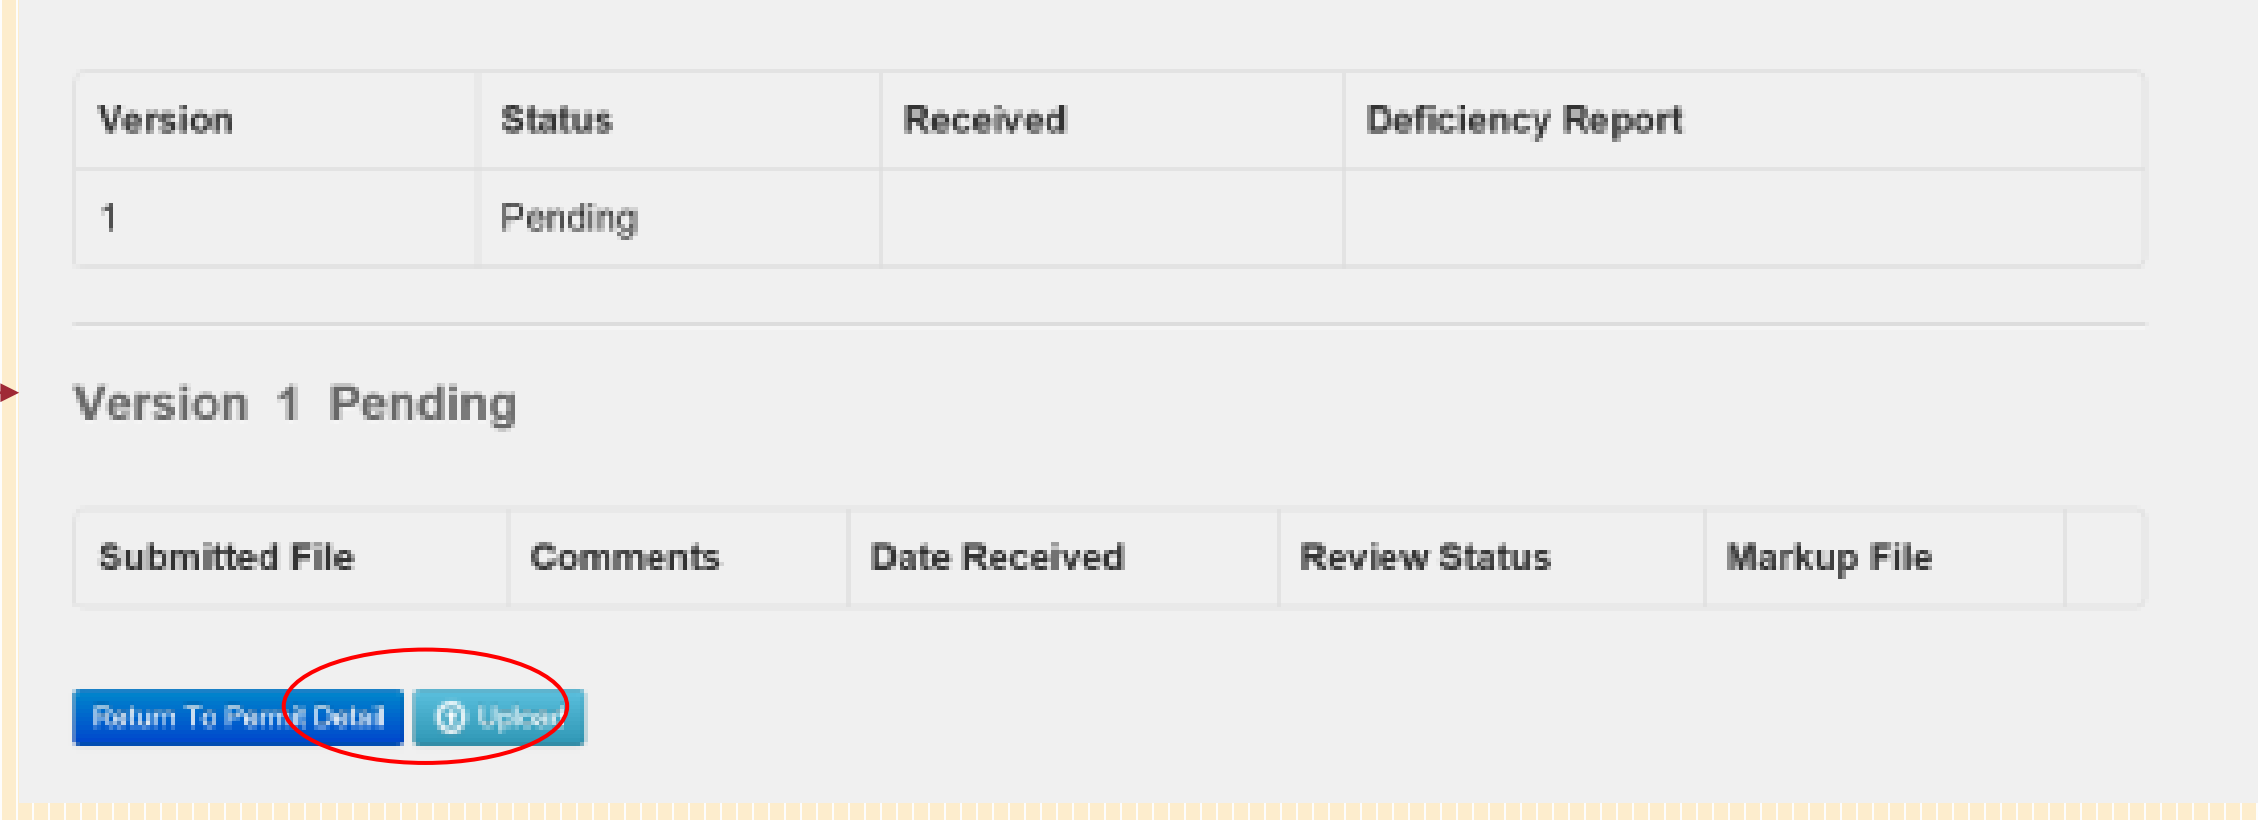 Version Status Received Deficiency Report
1 Pending
Version 1 Pending
Submitted File Comments Date Received Review Status Markup File
Return To Permit Detail Upload